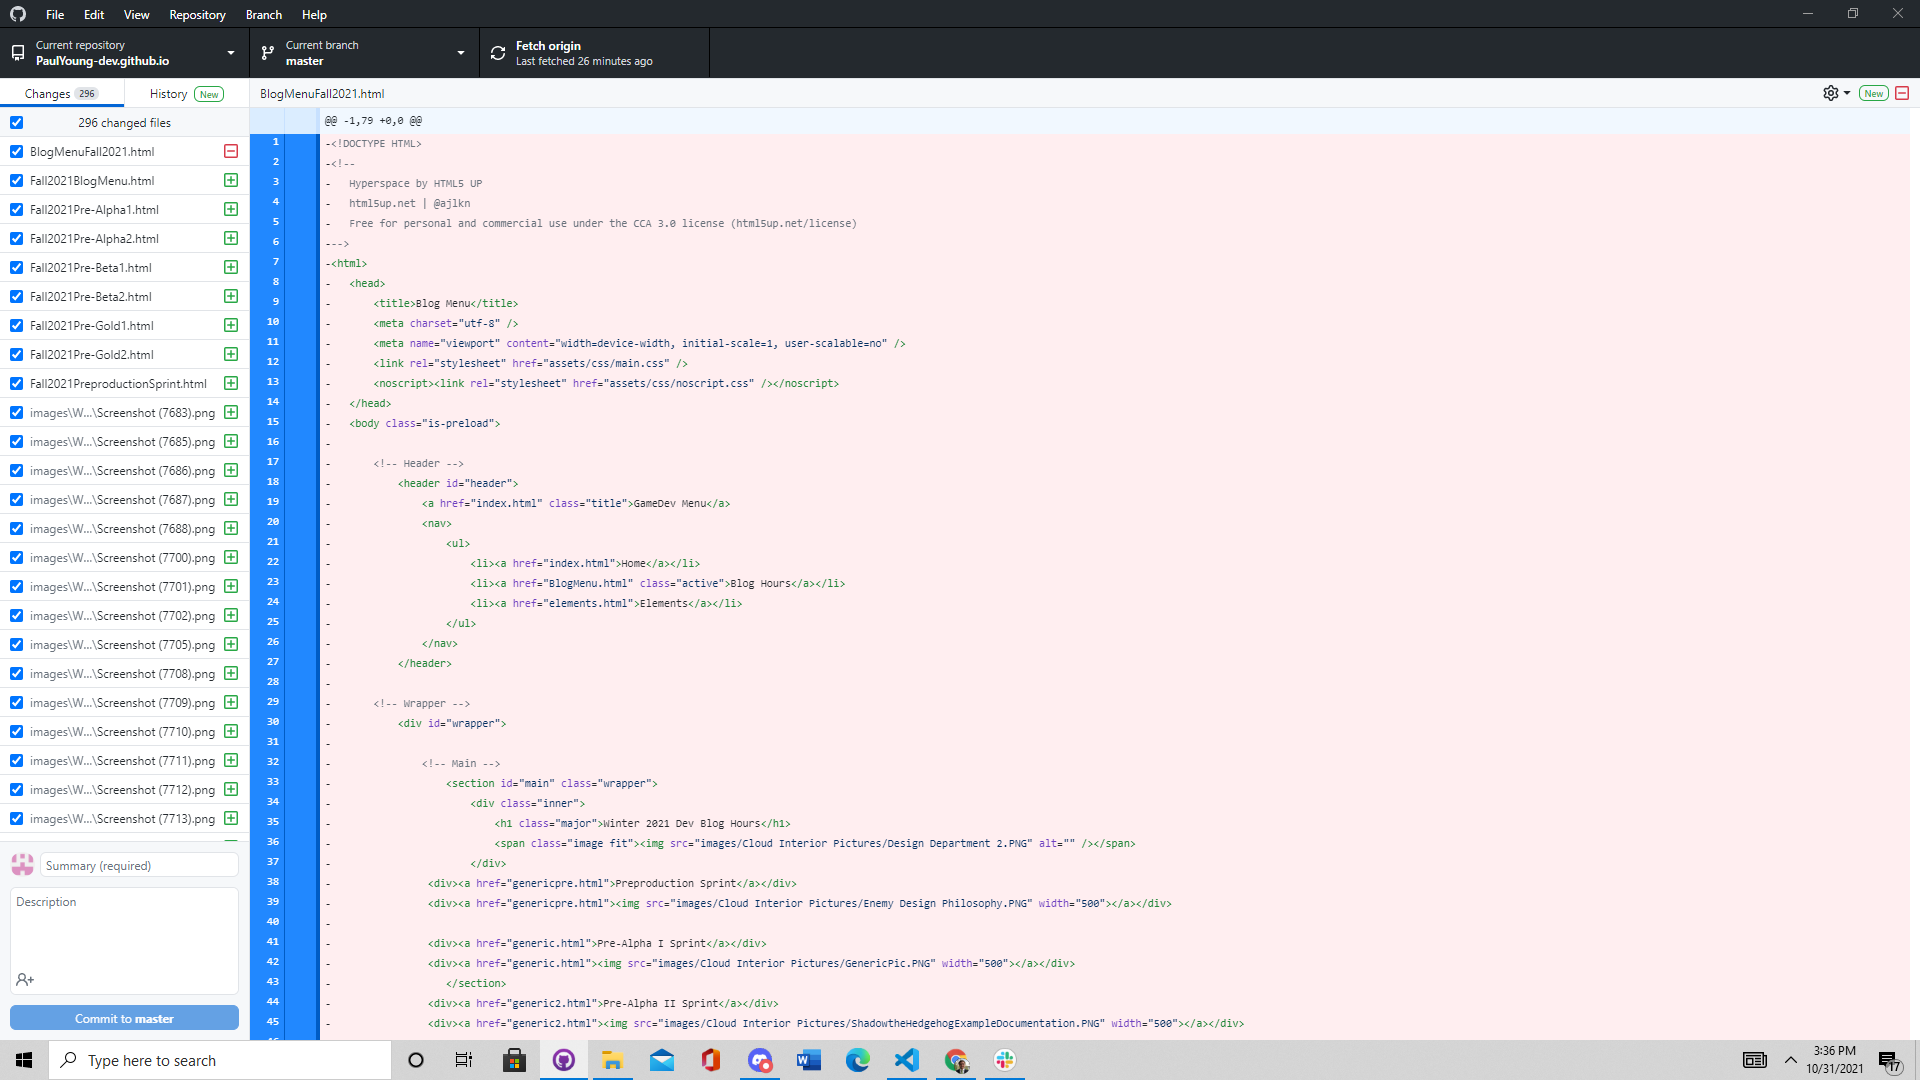 File Edit View Repository Branch Help
Current repository
PaulYoung-dev.github.io
Current branch
master
Fetch origin
Last fetched 26 minutes ago
Changes 296
History New
BlogMenuFall2021.html
New
296 changed files
BlogMenuFall2021.html
Fall2021BlogMenu.html
Fall2021Pre-Alpha1.html
Fall2021Pre-Alpha2.html
Fall2021Pre-Beta1.html
Fall2021Pre-Beta2.html
Fall2021Pre-Gold1.html
Fall2021Pre-Gold2.html
Fall2021PreproductionSprint.html
images\W...\Screenshot (7683).png
images\W...\Screenshot (7685).png
images\W...\Screenshot (7686).png
images\W...\Screenshot (7687).png
images\W...\Screenshot (7688).png
images\W...\Screenshot (7700).png
images\W...\Screenshot (7701).png
images\W...\Screenshot (7702).png
images\W...\Screenshot (7705).png
images\W...\Screenshot (7708).png
images\W...\Screenshot (7709).png
images\W...\Screenshot (7710).png
images\W...\Screenshot (7711).png
images\W...\Screenshot (7712).png
images\W...\Screenshot (7713).png
Summary (required)
Description
Commit to master
@@ -1,79 +0,0 @@
1 -<!DOCTYPE HTML>
2 -<!--
3 - Hyperspace by HTML5 UP
4 - html5up.net | @ajlkn
5 - Free for personal and commercial use under the CCA 3.0 license (html5up.net/license)
6 --->
7 -<html>
8 - <head>
9 - <title>Blog Menu</title>
10 - <meta charset="utf-8" />
11 - <meta name="viewport" content="width=device-width, initial-scale=1, user-scalable=no" />
12 - <link rel="stylesheet" href="assets/css/main.css" />
13 - <noscript><link rel="stylesheet" href="assets/css/noscript.css" /></noscript>
14 - </head>
15 - <body class="is-preload">
16 -
17 - <!-- Header -->
18 - <header id="header">
19 - <a href="index.html" class="title">GameDev Menu</a>
20 - <nav>
21 - <ul>
22 - <li><a href="index.html">Home</a></li>
23 - <li><a href="BlogMenu.html" class="active">Blog Hours</a></li>
24 - <li><a href="elements.html">Elements</a></li>
25 - </ul>
26 - </nav>
27 - </header>
28 -
29 - <!-- Wrapper -->
30 - <div id="wrapper">
31 -
32 - <!-- Main -->
33 - <section id="main" class="wrapper">
34 - <div class="inner">
35 - <h1 class="major">Winter 2021 Dev Blog Hours</h1>
36 - <span class="image fit"><img src="images/Cloud Interior Pictures/Design Department 2.PNG" alt="" /></span>
37 - </div>
38 - <div><a href="genericpre.html">Preproduction Sprint</a></div>
39 - <div><a href="genericpre.html"><img src="images/Cloud Interior Pictures/Enemy Design Philosophy.PNG" width="500"></a></div>
40 -
41 - <div><a href="generic.html">Pre-Alpha I Sprint</a></div>
42 - <div><a href="generic.html"><img src="images/Cloud Interior Pictures/GenericPic.PNG" width="500"></a></div>
43 - </section>
44 - <div><a href="generic2.html">Pre-Alpha II Sprint</a></div>
45 - <div><a href="generic2.html"><img src="images/Cloud Interior Pictures/ShadowtheHedgehogExampleDocumentation.PNG" width="500"></a></div>
Type here to search
3:36 PM
10/31/2021
17